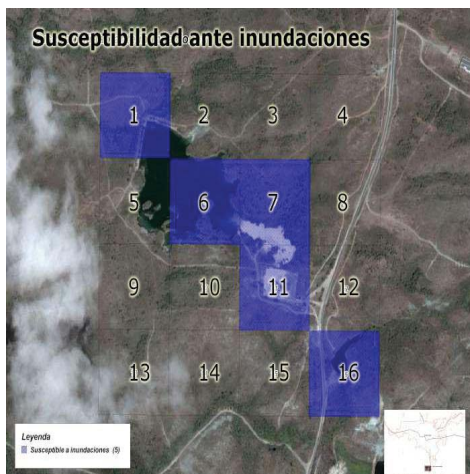 Susceptibilidad ante inundaciones
1 2 3 4
5 6 7 8
9 10 11 12
13 14 15 16
Leyenda
Susceptible a inundaciones (5)